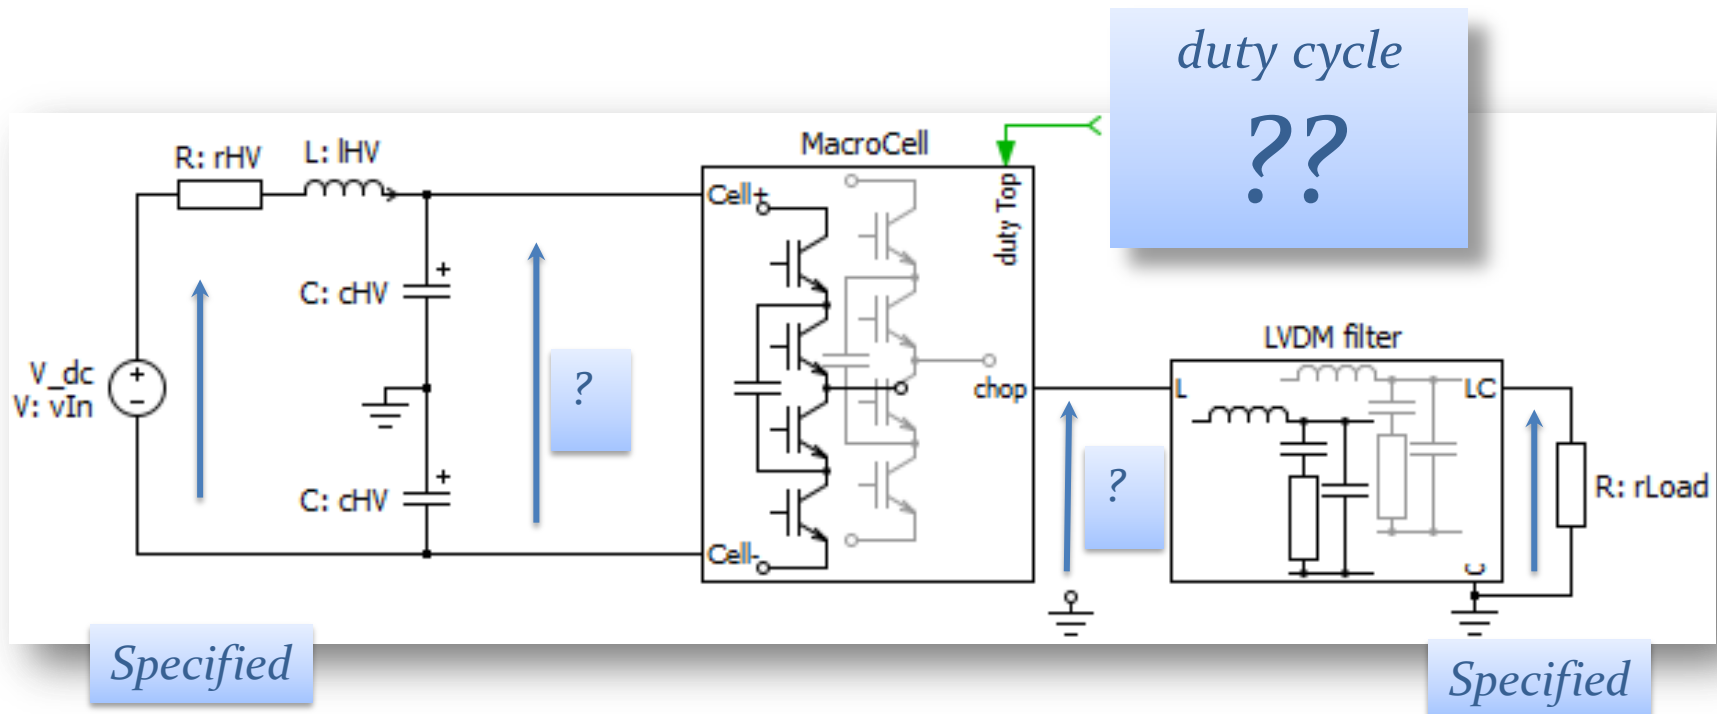 duty cycle
??
R: rHV
L: lHV
MacroCell
Cell+
duty Top
C: cHV
+
V_dc
V: vIn
+
−
?
chop
LVDM filter
L
LC
?
R: rLoad
C: cHV
+
Cell-
C
Specified
Specified